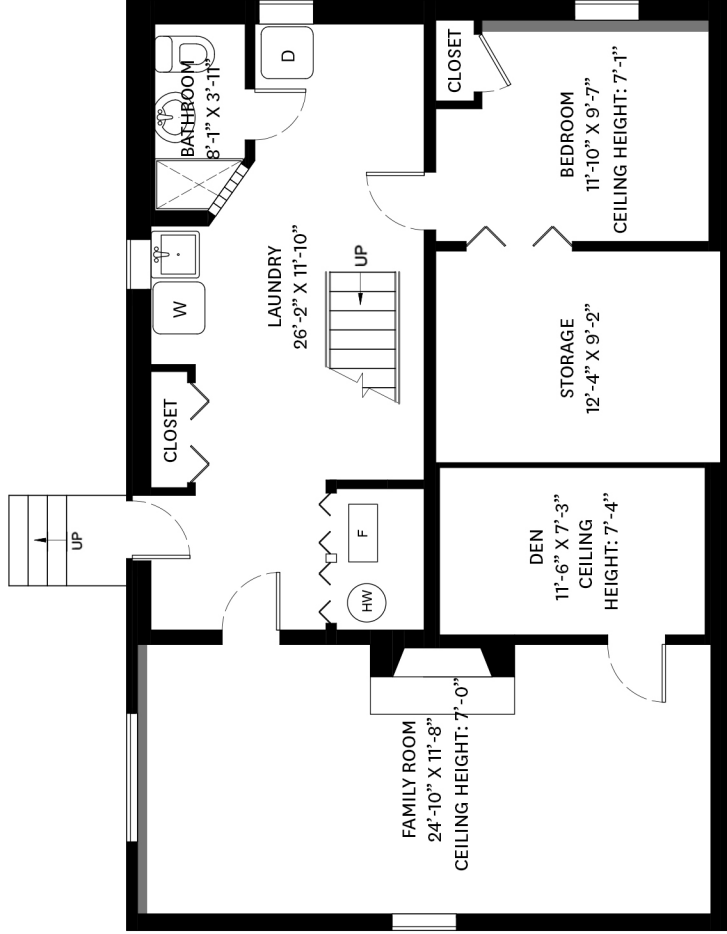 BATHROOM
8'-1" X 3'-11"
D
CLOSET
BEDROOM
11'-10" X 9'-7"
CEILING HEIGHT: 7'-1"
W
LAUNDRY
26'-2" X 11'-10"
UP
STORAGE
12'-4" X 9'-2"
CLOSET
UP
F
HW
DEN
11'-6" X 7'-3"
CEILING
HEIGHT: 7'-4"
FAMILY ROOM
24'-10" X 11'-8"
CEILING HEIGHT: 7'-0"